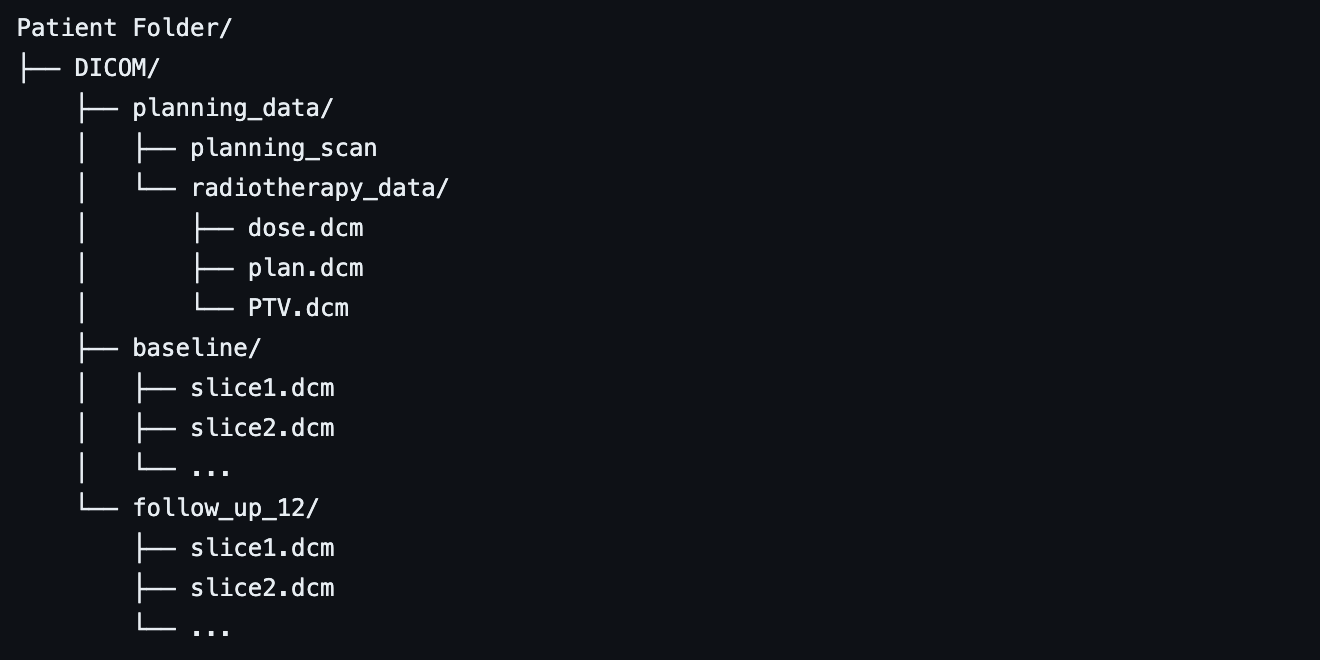 Patient Folder/
├── DICOM/
    ├── planning_data/
    │   ├── planning_scan
    │   └── radiotherapy_data/
    │       ├── dose.dcm
    │       ├── plan.dcm
    │       └── PTV.dcm
    ├── baseline/
    │   ├── slice1.dcm
    │   ├── slice2.dcm
    │   └── ...
    └── follow_up_12/
        ├── slice1.dcm
        ├── slice2.dcm
        └── ...